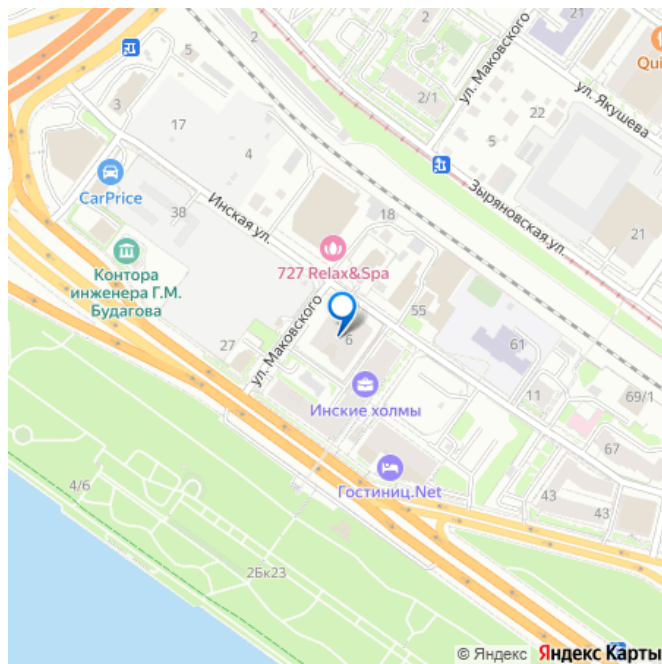 2
21
ул. Маковского
Qui
5
2
3
2/1
ул. Якушева
22
17
5
4
CarPrice
Зыряновская ул.
38
Инская ул.
18
21
Контора
инженера Г.М.
Будагова
727 Relax&Spa
55
61
ул. Маковского
27
6
11
69/1
Инские холмы
67
Гостиниц.Net
43
43
4/6
2Бк23
© Яндекс Яндекс Карты